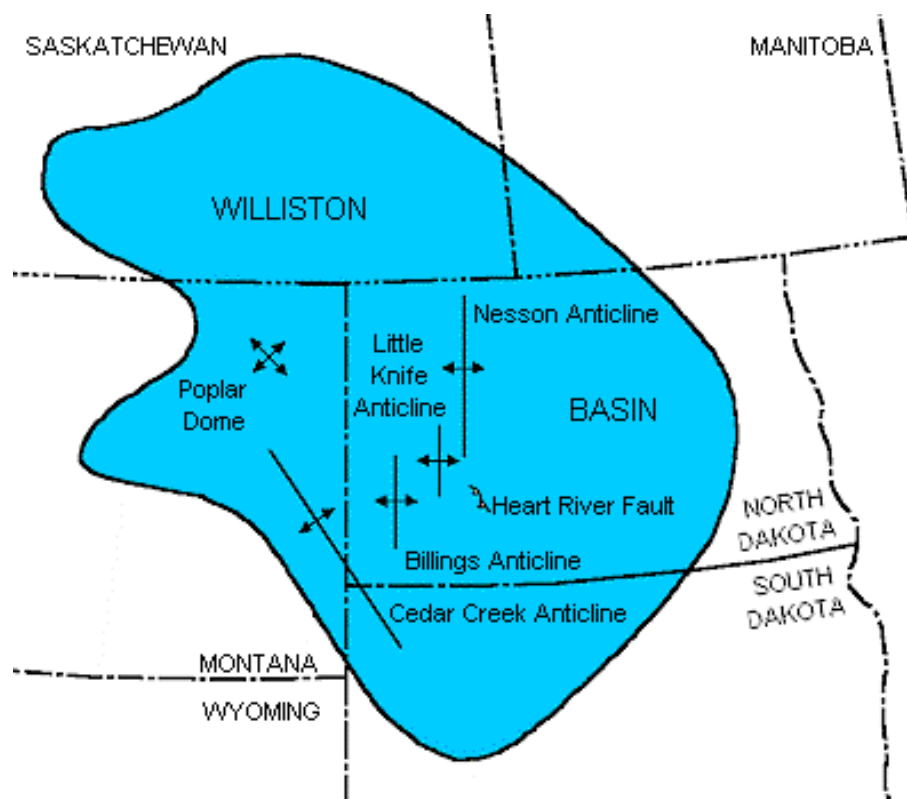 SASKATCHEWAN
MANITOBA
WILLISTON
Nesson Anticline
Little
Knife
Anticline
Poplar
Dome
BASIN
Heart River Fault
NORTH
DAKOTA
Billings Anticline
SOUTH
DAKOTA
Cedar Creek Anticline
MONTANA
WYOMING